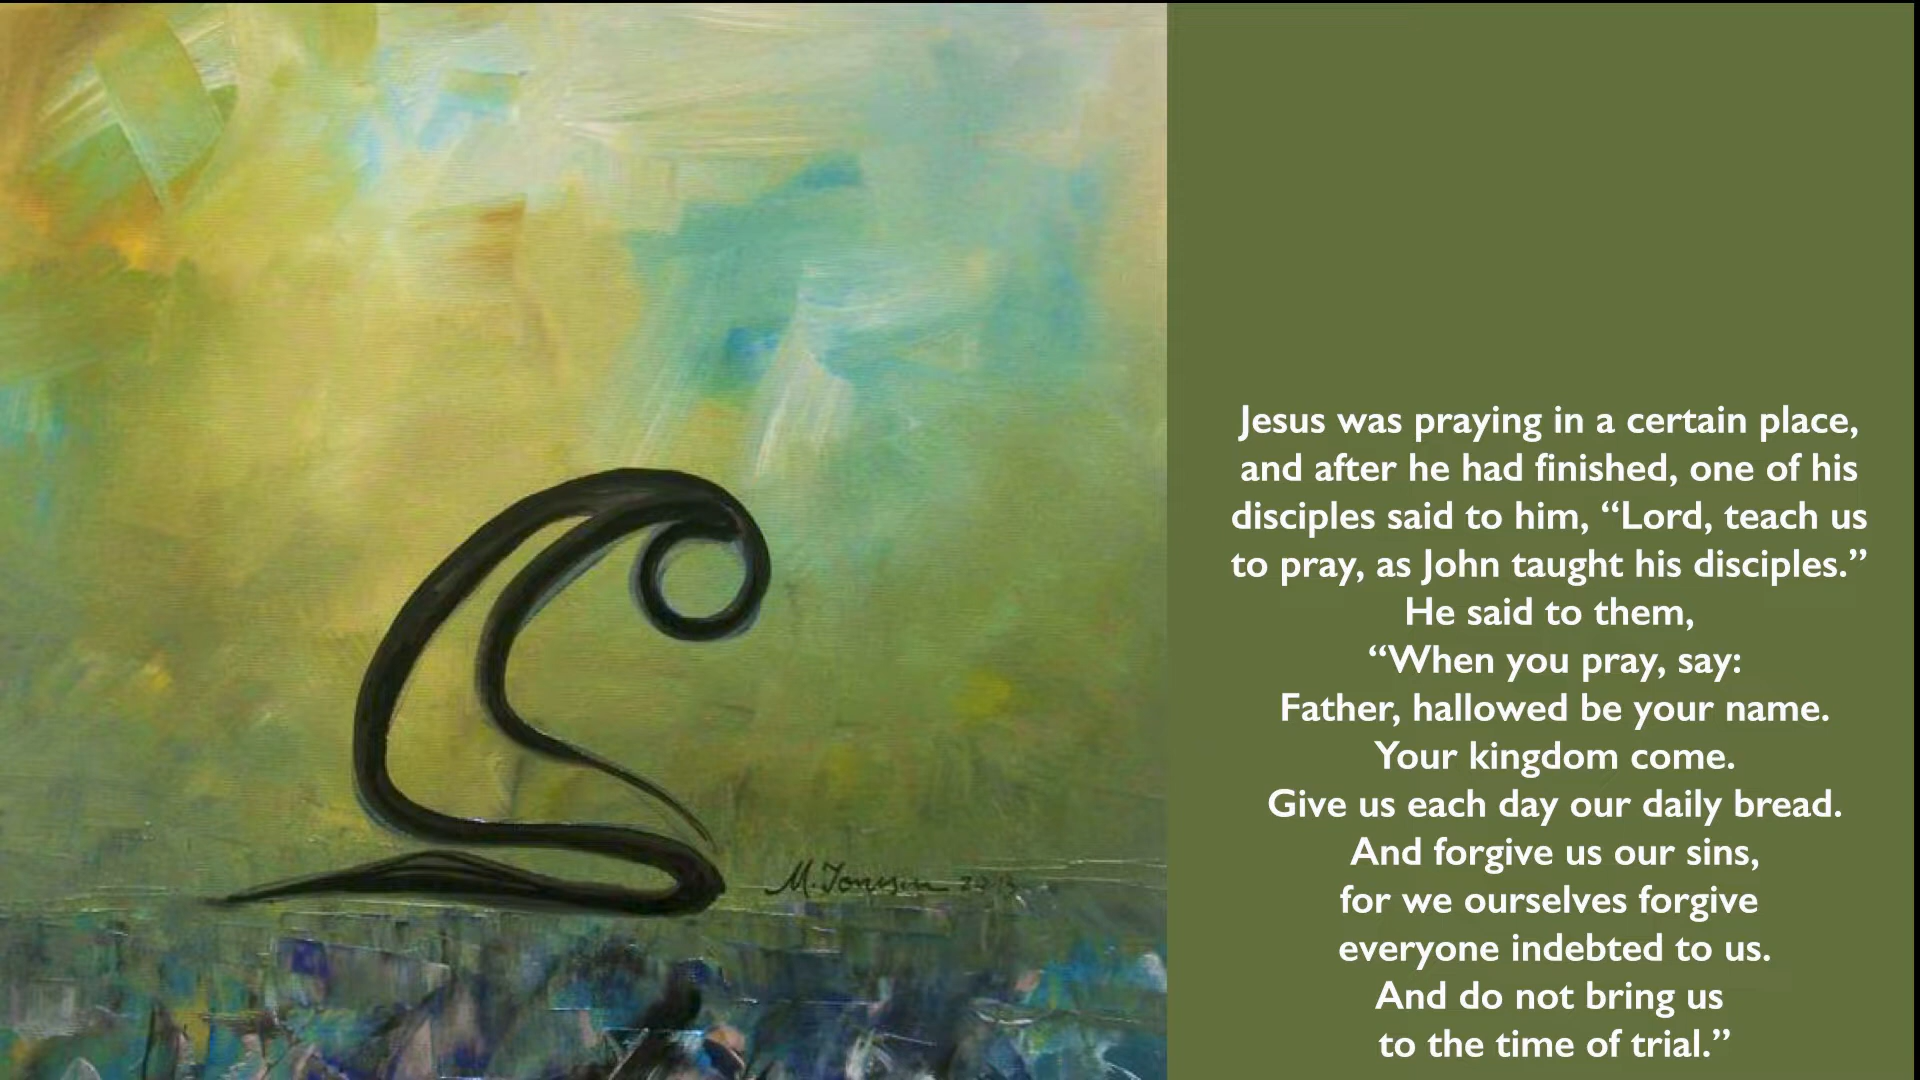 Jesus was praying in a certain place,
and after he had finished, one of his
disciples said to him, “Lord, teach us
to pray, as John taught his disciples.”
He said to them,
“When you pray, say:
Father, hallowed be your name.
Your kingdom come.
Give us each day our daily bread.
And forgive us our sins,
for we ourselves forgive
everyone indebted to us.
And do not bring us
to the time of trial.”